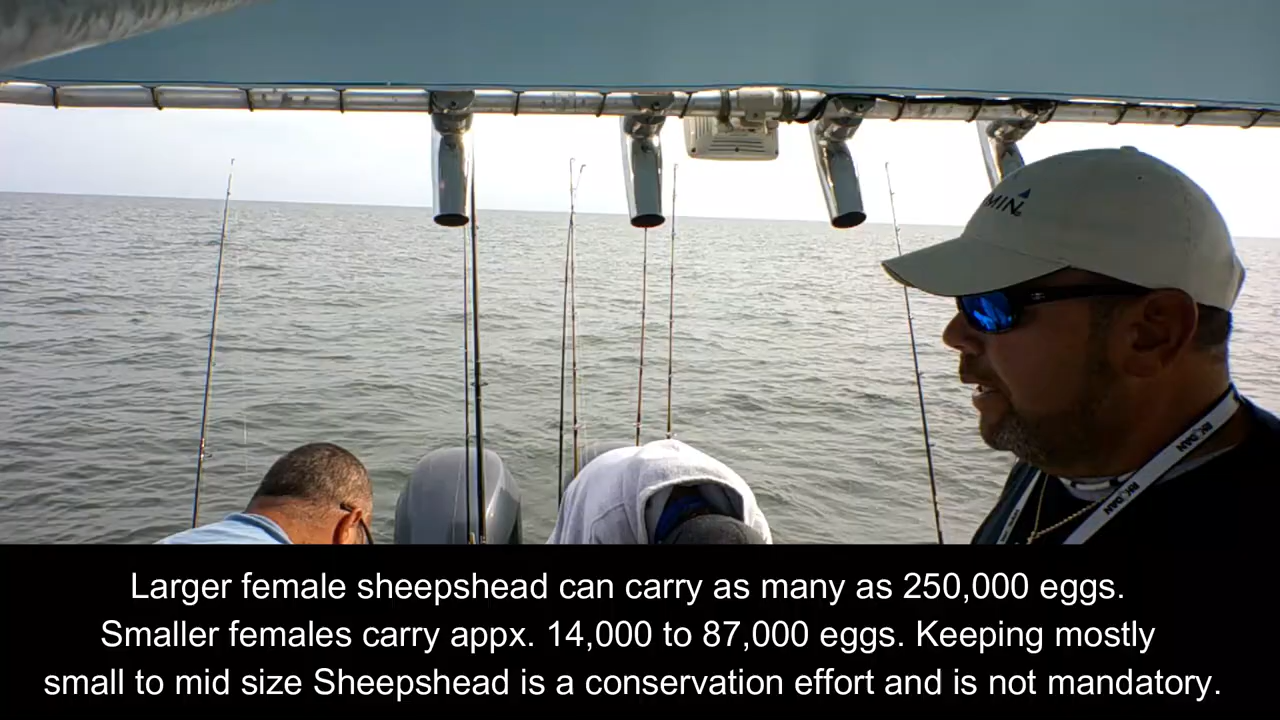 MIN
Larger female sheepshead can carry as many as 250,000 eggs.
Smaller females carry appx. 14,000 to 87,000 eggs. Keeping mostly
small to mid size Sheepshead is a conservation effort and is not mandatory.